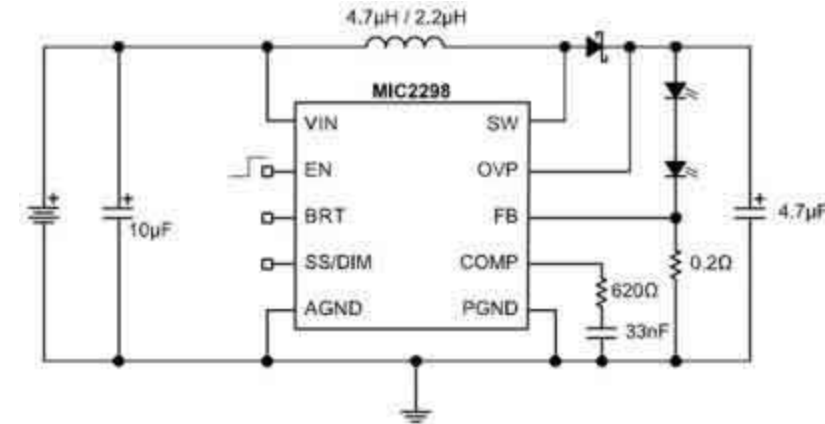 4.7µH / 2.2µH
MIC2298
VIN SW
EN OVP
BRT FB
SS/DIM COMP
AGND PGND
10µF
4.7µF
0.2Ω
620Ω
33nF